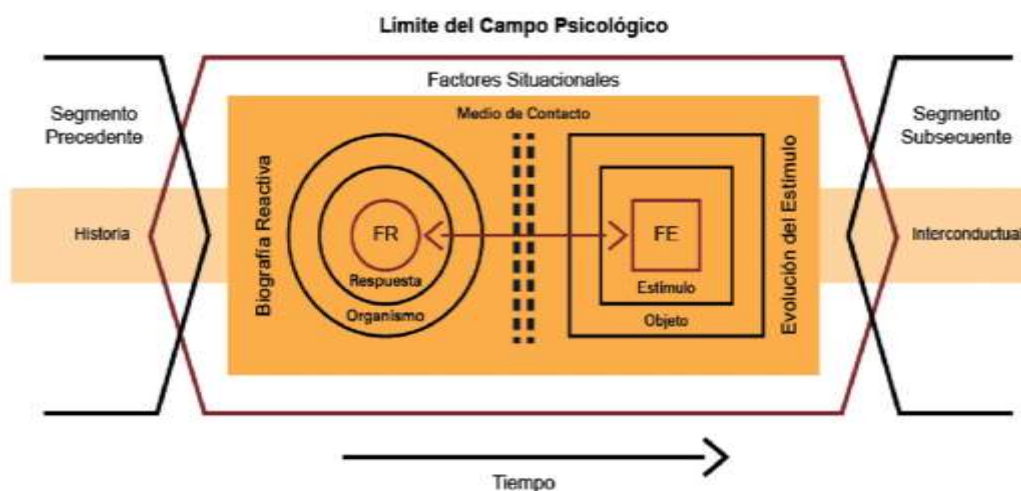 Límite del Campo Psicológico
Factores Situacionales
Segmento
Precedente
Medio de Contacto
Segmento
Subsecuente
Biografía Reactiva
Historia
FR
Respuesta
Organismo
FE
Estímulo
Objeto
Evolución del Estímulo
Interconductual
Tiempo